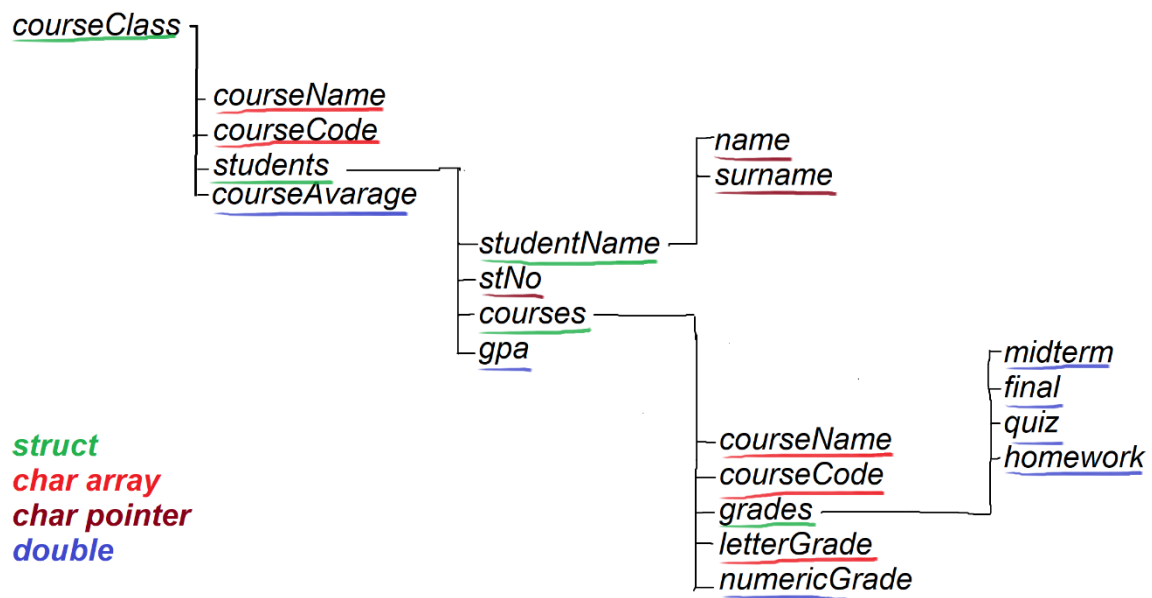 courseClass
courseName
courseCode
students
courseAvarage
name
surname
studentName
stNo
courses
gpa
midterm
final
quiz
homework
courseName
courseCode
grades
letterGrade
numericGrade
struct
char array
char pointer
double